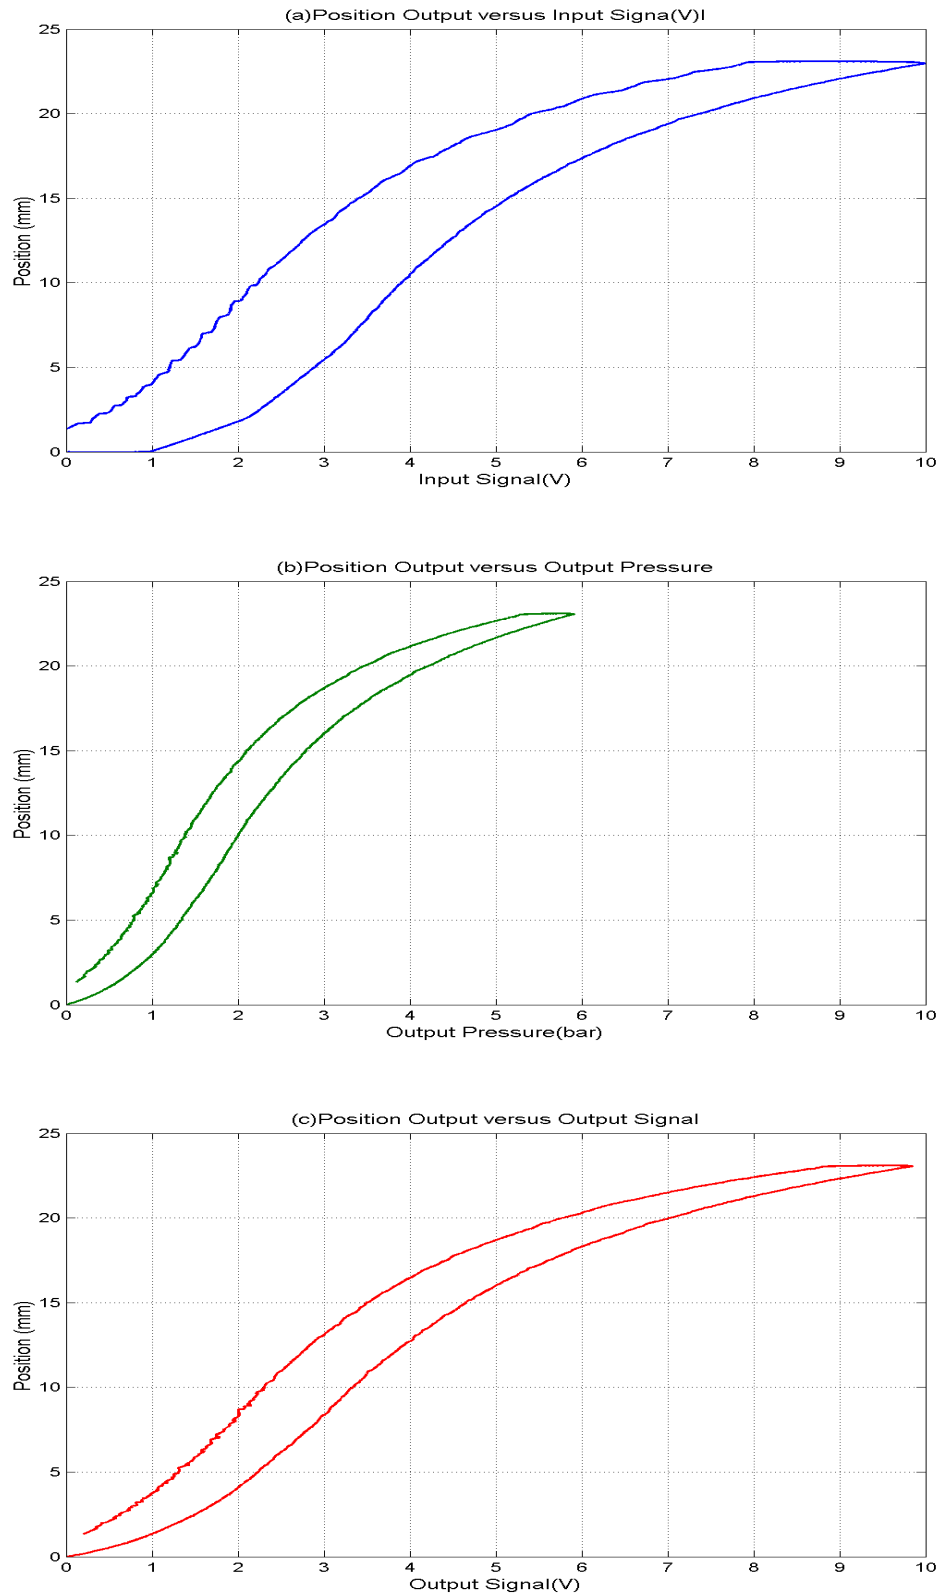 (a)Position Output versus Input Signa(V)l
25
20
15
10
5
0
Position (mm)
0 1 2 3 4 5 6 7 8 9 10
Input Signal(V)
(b)Position Output versus Output Pressure
25
20
15
10
5
0
Position (mm)
0 1 2 3 4 5 6 7 8 9 10
Output Pressure(bar)
(c)Position Output versus Output Signal
25
20
15
10
5
0
Position (mm)
0 1 2 3 4 5 6 7 8 9 10
Output Signal(V)